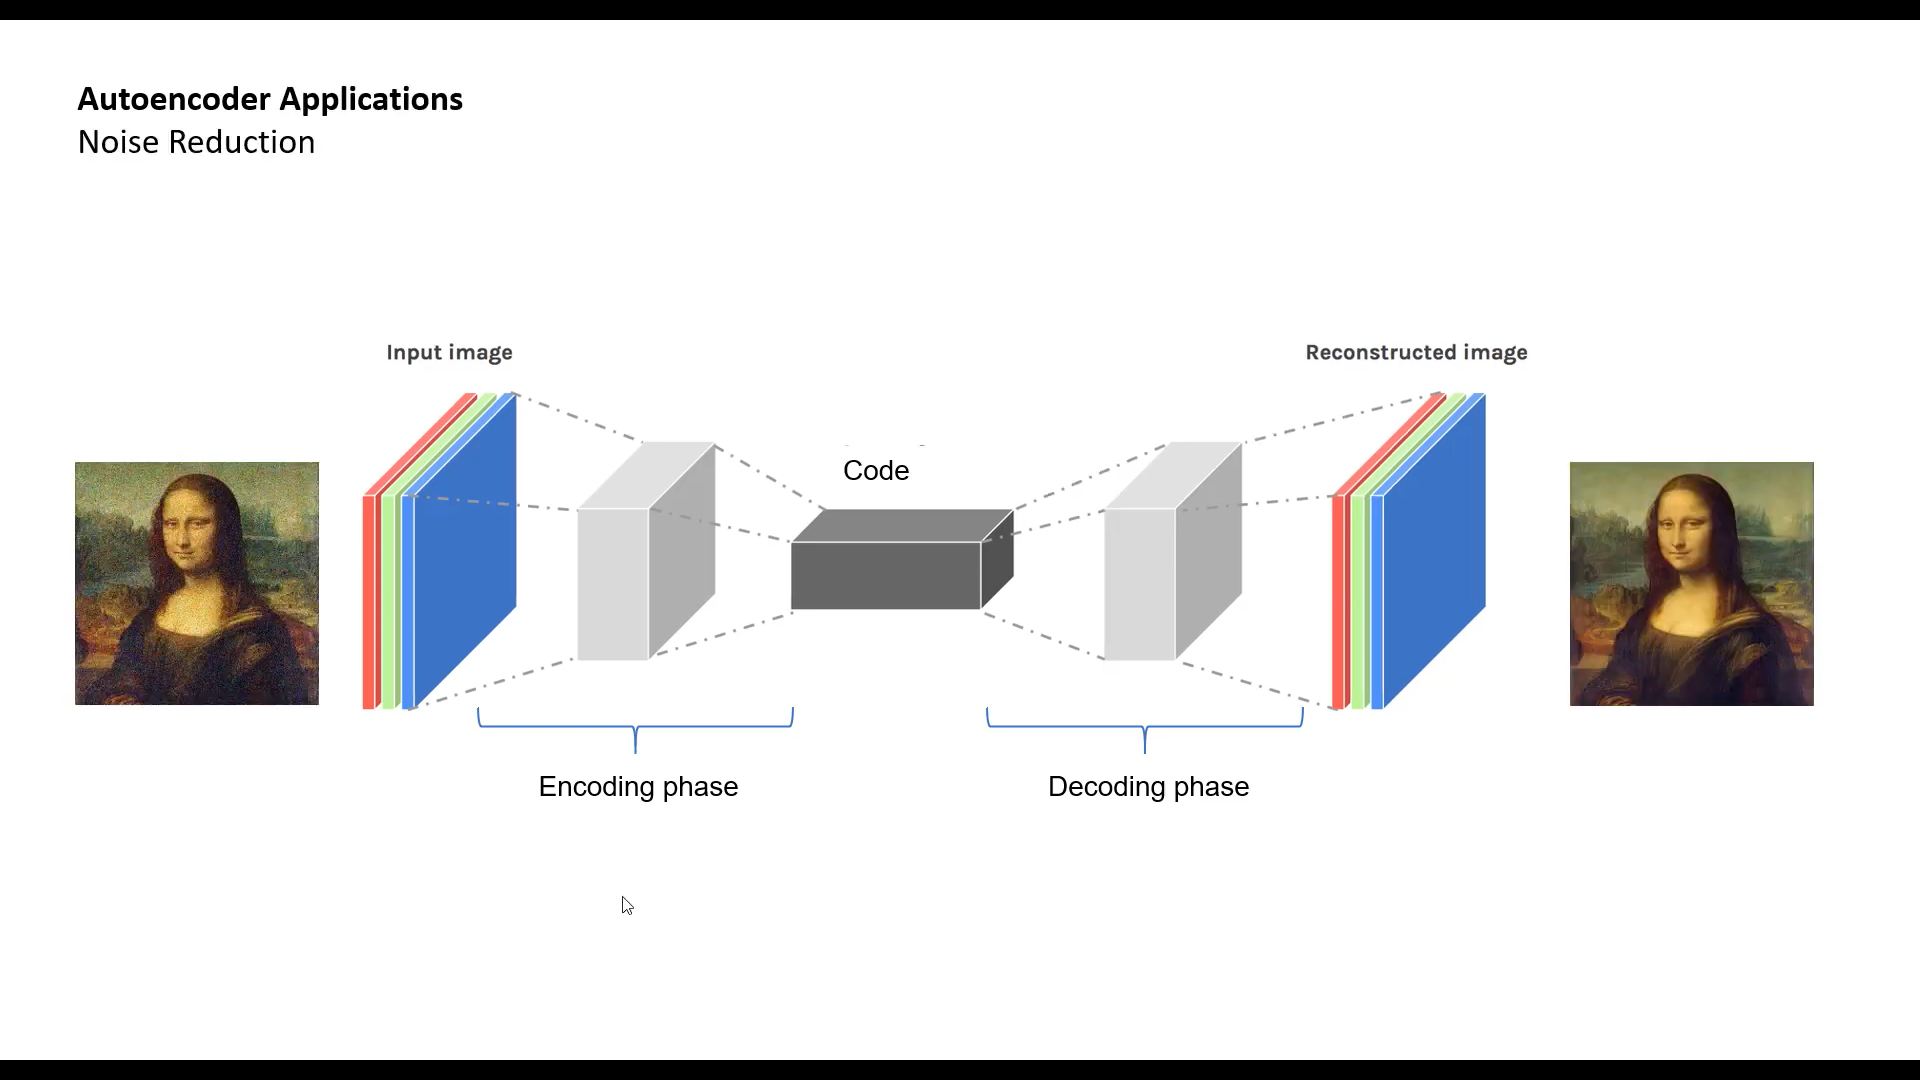 Autoencoder Applications
Noise Reduction
Input image
Reconstructed image
Code
Encoding phase
Decoding phase